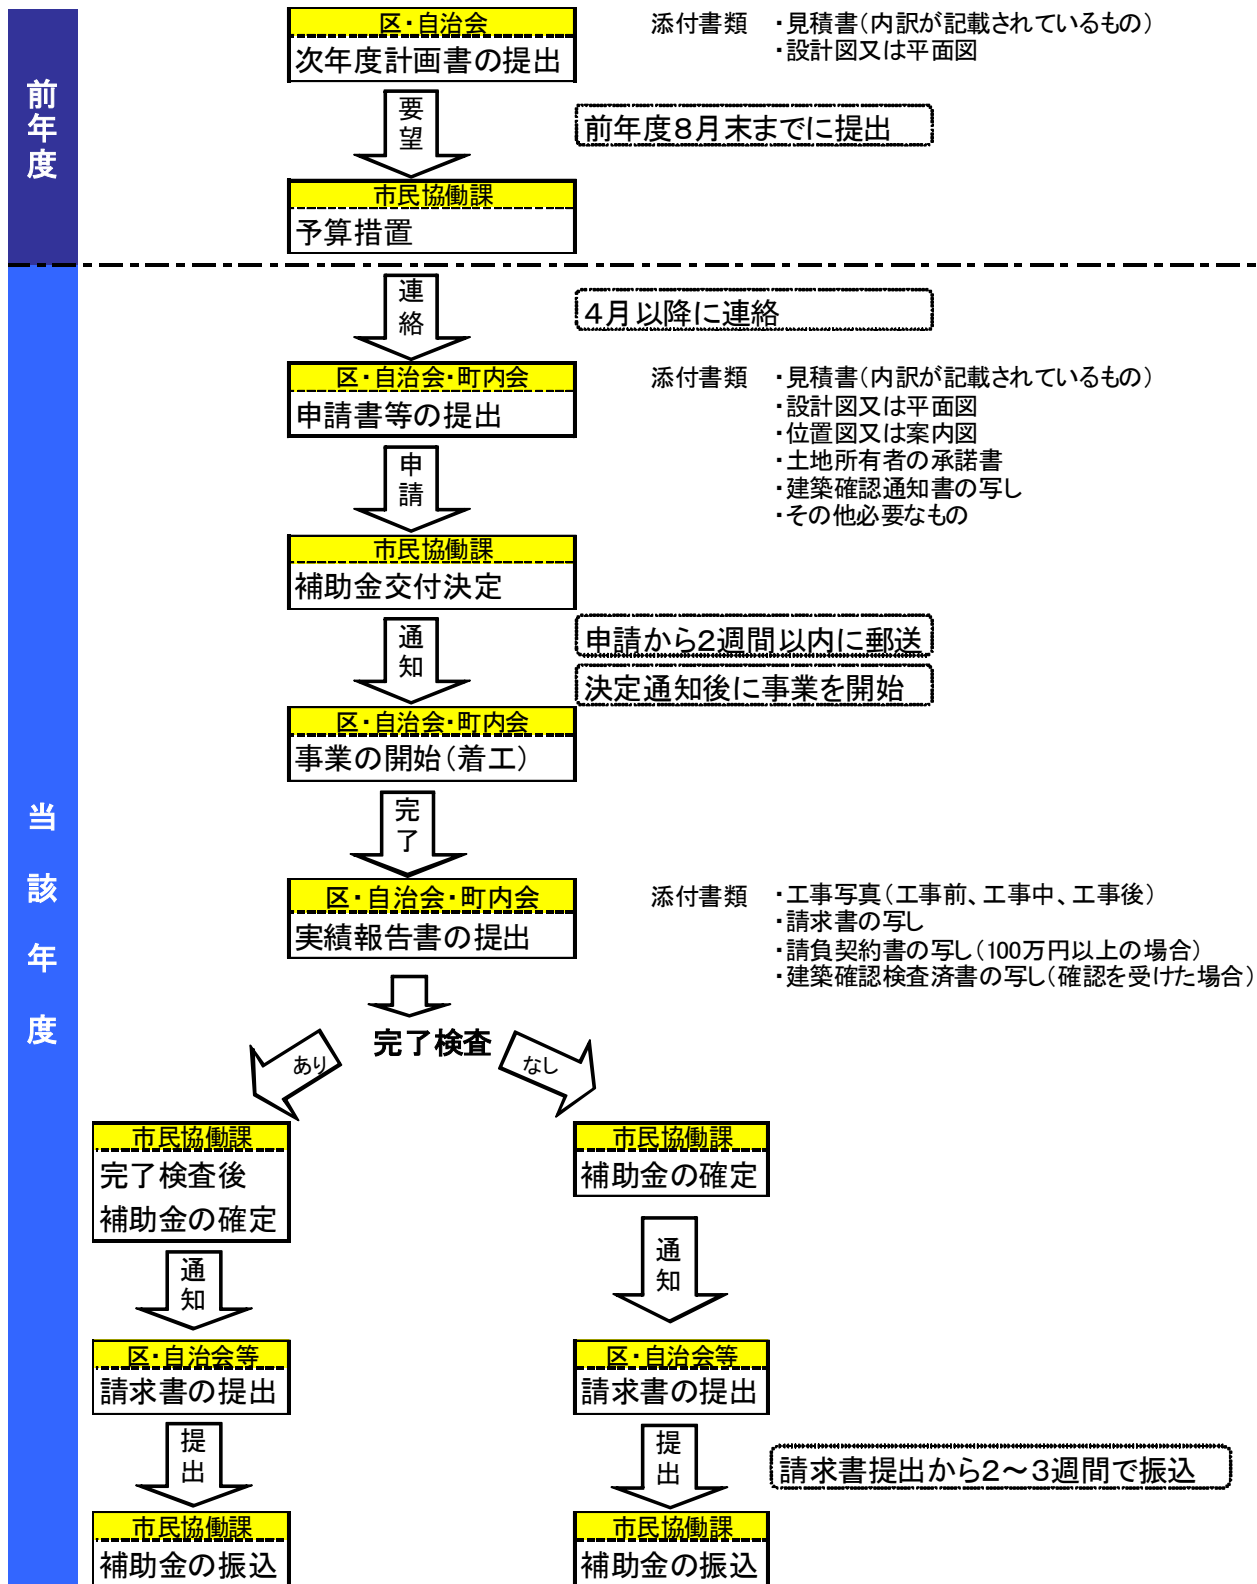 前年度
区・自治会
次年度計画書の提出
添付書類 ・見積書（内訳が記載されているもの）
・設計図又は平面図
要望
前年度8月末までに提出
市民協働課
予算措置
当該年度
連絡
4月以降に連絡
区・自治会・町内会
申請書等の提出
添付書類 ・見積書（内訳が記載されているもの）
・設計図又は平面図
・位置図又は案内図
・土地所有者の承諾書
・建築確認通知書の写し
・その他必要なもの
申請
市民協働課
補助金交付決定
通知
申請から2週間以内に郵送
決定通知後に事業を開始
区・自治会・町内会
事業の開始（着工）
完了
区・自治会・町内会
実績報告書の提出
添付書類 ・工事写真（工事前、工事中、工事後）
・請求書の写し
・請負契約書の写し（100万円以上の場合）
・建築確認検査済書の写し（確認を受けた場合）
完了検査
あり
なし
市民協働課
完了検査後
補助金の確定
市民協働課
補助金の確定
通知
通知
区・自治会等
請求書の提出
区・自治会等
請求書の提出
提出
提出
請求書提出から2～3週間で振込
市民協働課
補助金の振込
市民協働課
補助金の振込